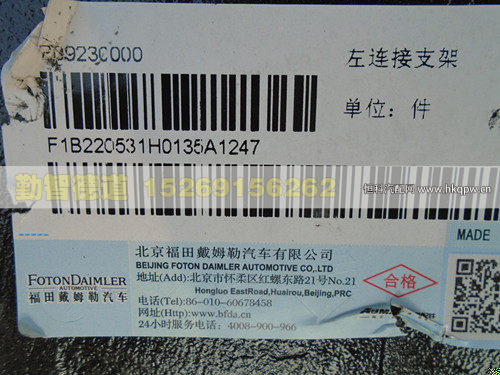 9230000
左连接支架
单位：件
F1B220531H0135A1247
勤智德道 15269156262
恒科汽配网
www.hkqpw.cn
MADE
北京福田戴姆勒汽车有限公司
BEIJING FOTON DAIMLER AUTOMOTIVE CO.,LTD
地址(Add):北京市怀柔区红螺东路21号No.21
Hongluo EastRoad,Huairou,Beijing,PRC
电话(Tel):86-010-60678458
网址(Http)www.bfda.cn
24小时服务电话：4008-900-966
FOTONDAIMLER
AUTOMOTIVE
福田戴姆勒汽车
合格